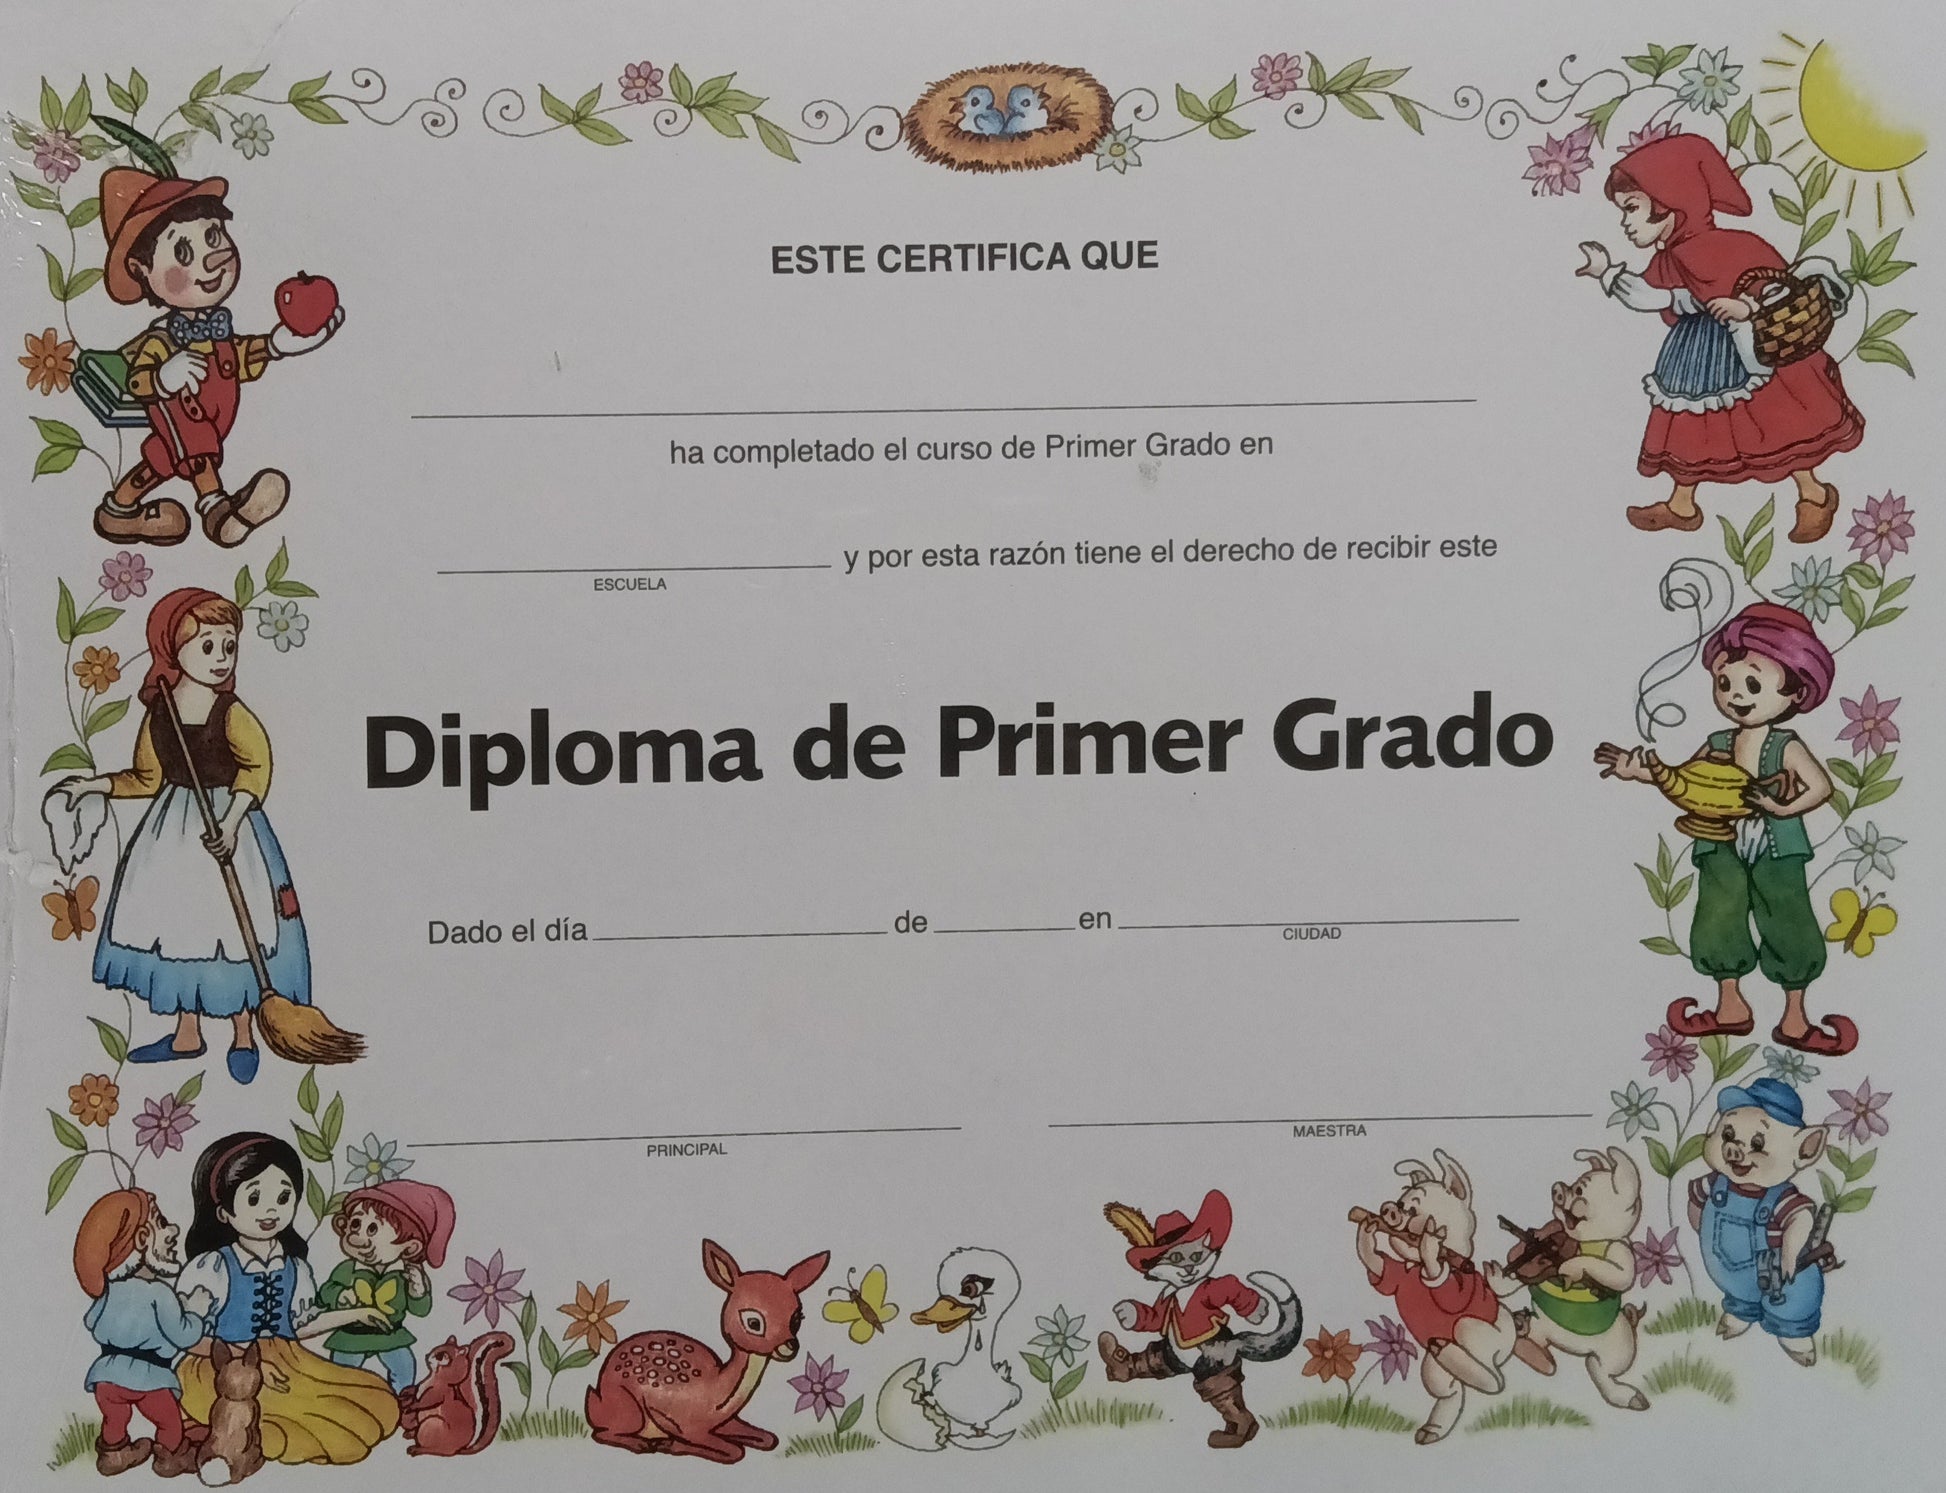 ESTE CERTIFICA QUE
ha completado el curso de Primer Grado en
y por esta razón tiene el derecho de recibir este
ESCUELA
Diploma de Primer Grado
Dado el día de en
CIUDAD
PRINCIPAL MAESTRA